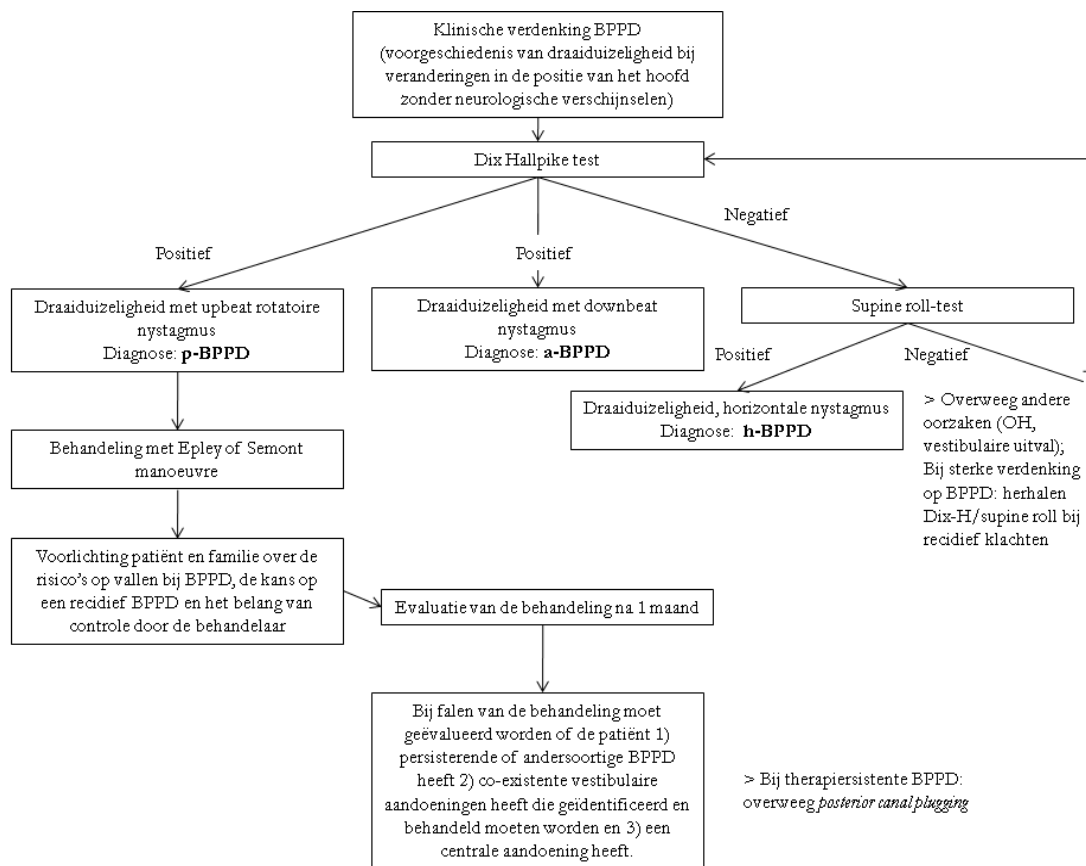 Klinische verdenking BPPD
(voorgeschiedenis van draaiduizeligheid bij
veranderingen in de positie van het hoofd
zonder neurologische verschijnselen)
Dix Hallpike test
Positief
Positief
Negatief
Draaiduizeligheid met upbeat rotatoire
nystagmus
Diagnose: p-BPPD
Draaiduizeligheid met downbeat
nystagmus
Diagnose: a-BPPD
Supine roll-test
Positief
Negatief
Draaiduizeligheid, horizontale nystagmus
Diagnose: h-BPPD
> Overweeg andere
oorzaken (OH,
vestibulaire uitval);
Bij sterke verdenking
op BPPD: herhalen
Dix-H/supine roll bij
recidief klachten
Behandeling met Epley of Semont
manoeuvre
Voorlichting patiënt en familie over de
risico's op vallen bij BPPD, de kans op
een recidief BPPD en het belang van
controle door de behandelaar
Evaluatie van de behandeling na 1 maand
Bij falen van de behandeling moet
geëvalueerd worden of de patiënt 1)
persisterende of andersoortige BPPD
heeft 2) co-existente vestibulaire
aandoeningen heeft die geïdentificeerd en
behandeld moeten worden en 3) een
centrale aandoening heeft.
> Bij therapiersistente BPPD:
overweeg posterior canal plugging